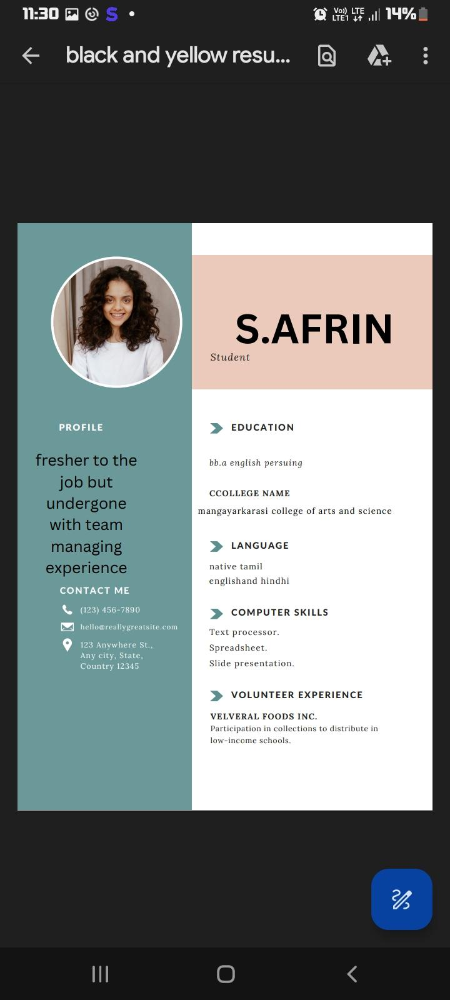 11:30
Vo) LTE
LTE1
14%
black and yellow resu...
S.AFRIN
Student
PROFILE
fresher to the
job but
undergone
with team
managing
experience
CONTACT ME
(123) 456-7890
hello@reallygreatsite.com
123 Anywhere St.,
Any city, State,
Country 12345
EDUCATION
bb.a english persuing
CCOLLEGE NAME
mangayarkarasi college of arts and science
LANGUAGE
native tamil
englishand hindhi
COMPUTER SKILLS
Text processor.
Spreadsheet.
Slide presentation.
VOLUNTEER EXPERIENCE
VELVERAL FOODS INC.
Participation in collections to distribute in
low-income schools.